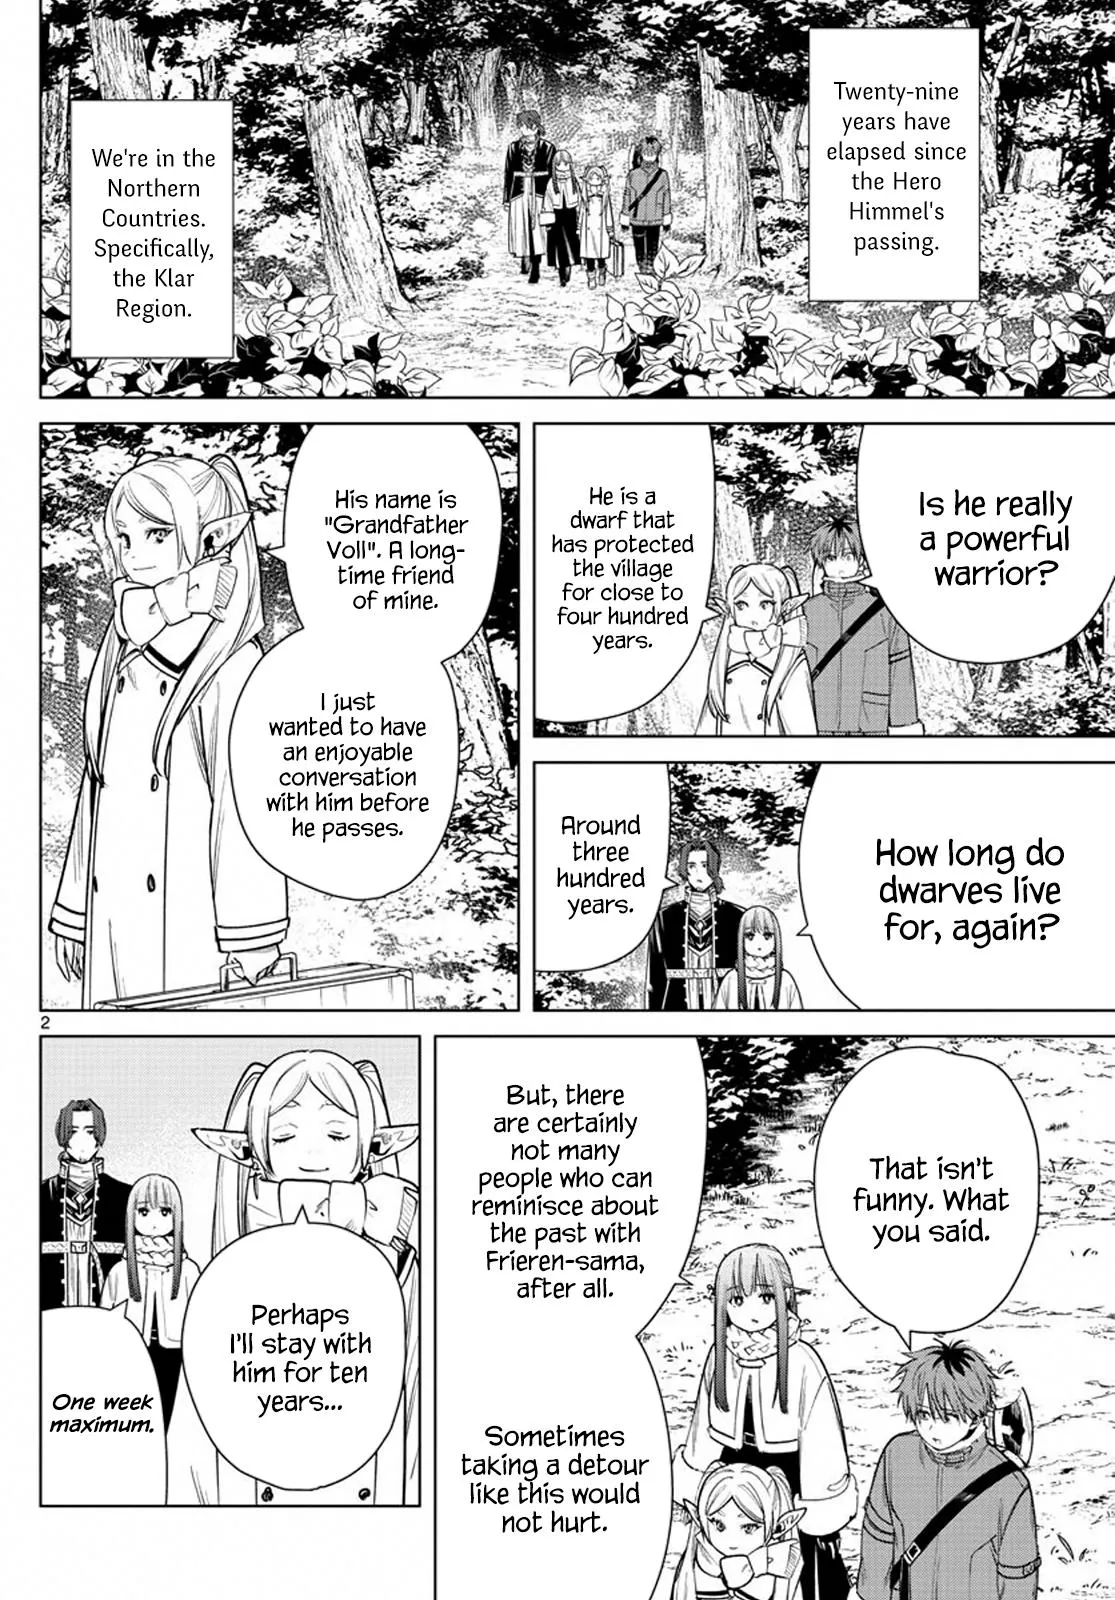 Twenty-nine
years have
elapsed since
the Hero
Himmel's
passing.
We're in the
Northern
Countries.
Specifically,
the Klar
Region.
Is he really
a powerful
warrior?
He is a
dwarf that
has protected
the village
for close to
four hundred
years.
His name is
"Grandfather
Voll". A long-
time friend
of mine.
I just
wanted to have
an enjoyable
conversation
with him before
he passes.
How long do
dwarves live
for, again?
Around
three
hundred
years.
2
That isn't
funny. What
you said.
But, there
are certainly
not many
people who can
reminisce about
the past with
Frieren-sama,
after all.
Sometimes
taking a detour
like this would
not hurt.
Perhaps
I'll stay with
him for ten
years...
One week
maximum.